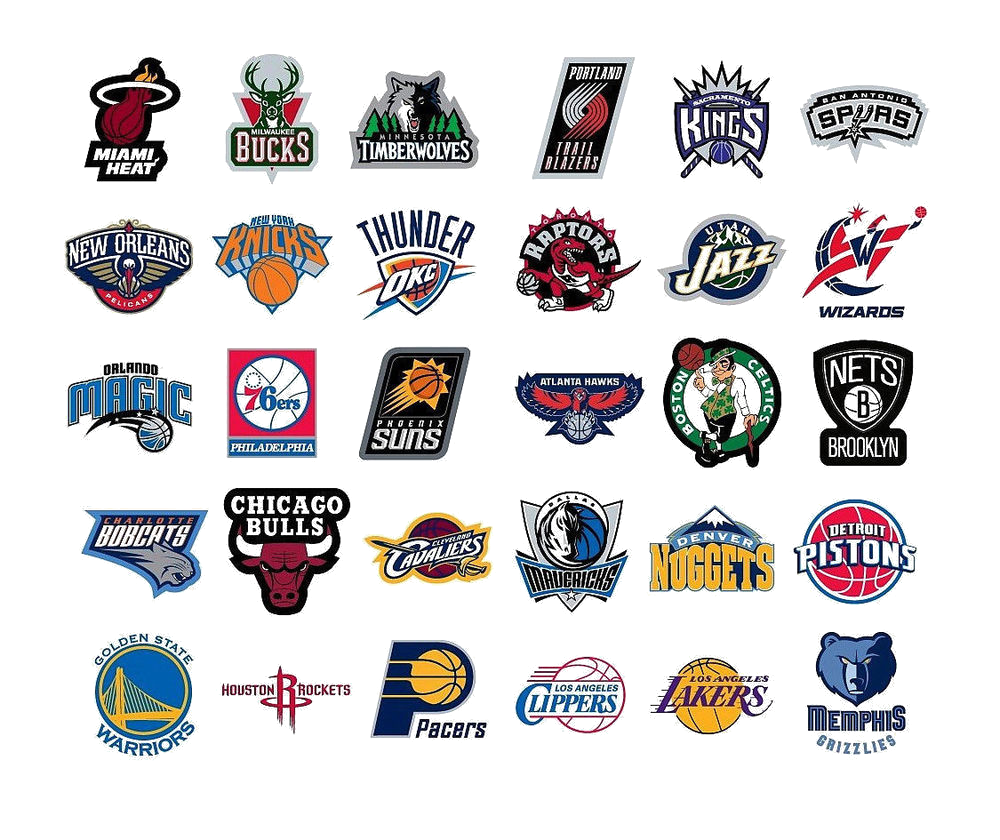 MIAMI
HEAT
MILWAUKEE
BUCKS
MINNESOTA
TIMBERWOLVES
PORTLAND
TRAIL
BLAZERS
SACRAMENTO
KINGS
SAN ANTONIO
SPURS
NEW ORLEANS
PELICANS
NEW YORK
KNICKS
THUNDER
OKC
TORONTO
RAPTORS
UTAH
JAZZ
W
WIZARDS
ORLANDO
MAGIC
76ers
PHILADELPHIA
PHOENIX
SUNS
ATLANTA HAWKS
BOSTON CELTICS
NETS
B
BROOKLYN
CHARLOTTE
BOBCATS
CHICAGO
BULLS
CLEVELAND
CAVALIERS
DALLAS
MAVERICKS
DENVER
NUGGETS
DETROIT
PISTONS
GOLDEN STATE
WARRIORS
HOUSTON R ROCKETS
P
Pacers
LOS ANGELES
CLIPPERS
LOS ANGELES
LAKERS
MEMPHIS
GRIZZLIES